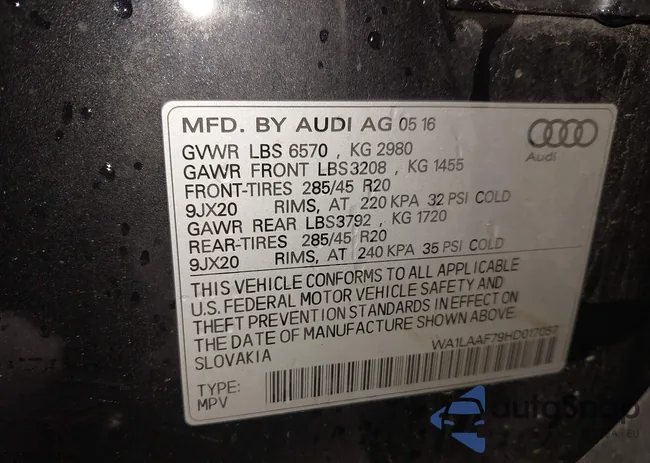 MFD. BY AUDI AG 05 16
Audi
GVWR LBS 6570 , KG 2980
GAWR FRONT LBS3208 , KG 1455
FRONT-TIRES 285/45 R20
9JX20 RIMS, AT 220 KPA 32 PSI COLD
GAWR REAR LBS3792 , KG 1720
REAR-TIRES 285/45 R20
9JX20 RIMS, AT 240 KPA 35 PSI COLD
THIS VEHICLE CONFORMS TO ALL APPLICABLE
U.S. FEDERAL MOTOR VEHICLE SAFETY AND
THEFT PREVENTION STANDARDS IN EFFECT ON
THE DATE OF MANUFACTURE SHOWN ABOVE
SLOVAKIA
WA1LAAF79HD017057
TYPE:
MPV
autoSnap